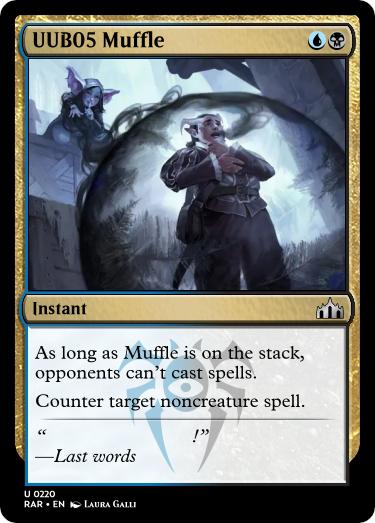 UUB05 Muffle
Instant
As long as Muffle is on the stack,
opponents can't cast spells.
Counter target noncreature spell.
“ !”
—Last words
U 0220
RAR • EN Laura Galli